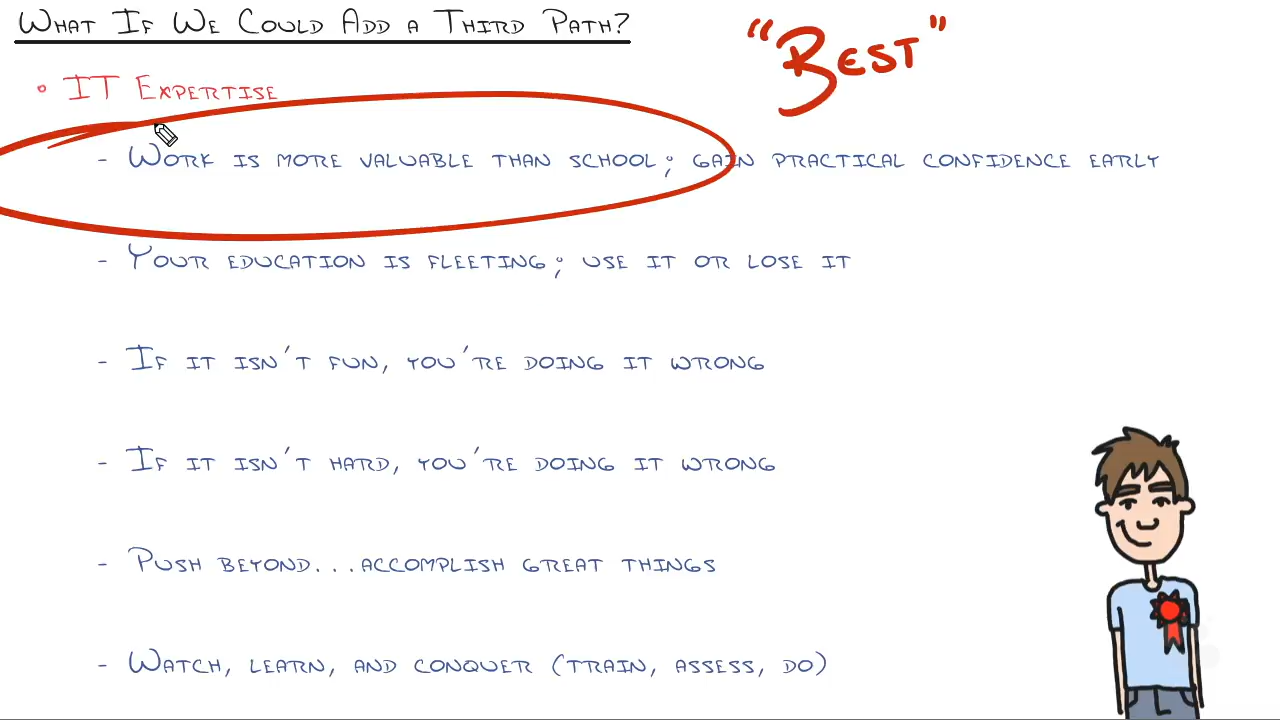 What If We Could Add a Third Path?
"Best"
• IT Expertise
- Work is more valuable than school; gain practical confidence early
- Your education is fleeting; use it or lose it
- If it isn't fun, you're doing it wrong
- If it isn't hard, you're doing it wrong
- Push beyond...accomplish great things
- Watch, learn, and conquer (train, assess, do)